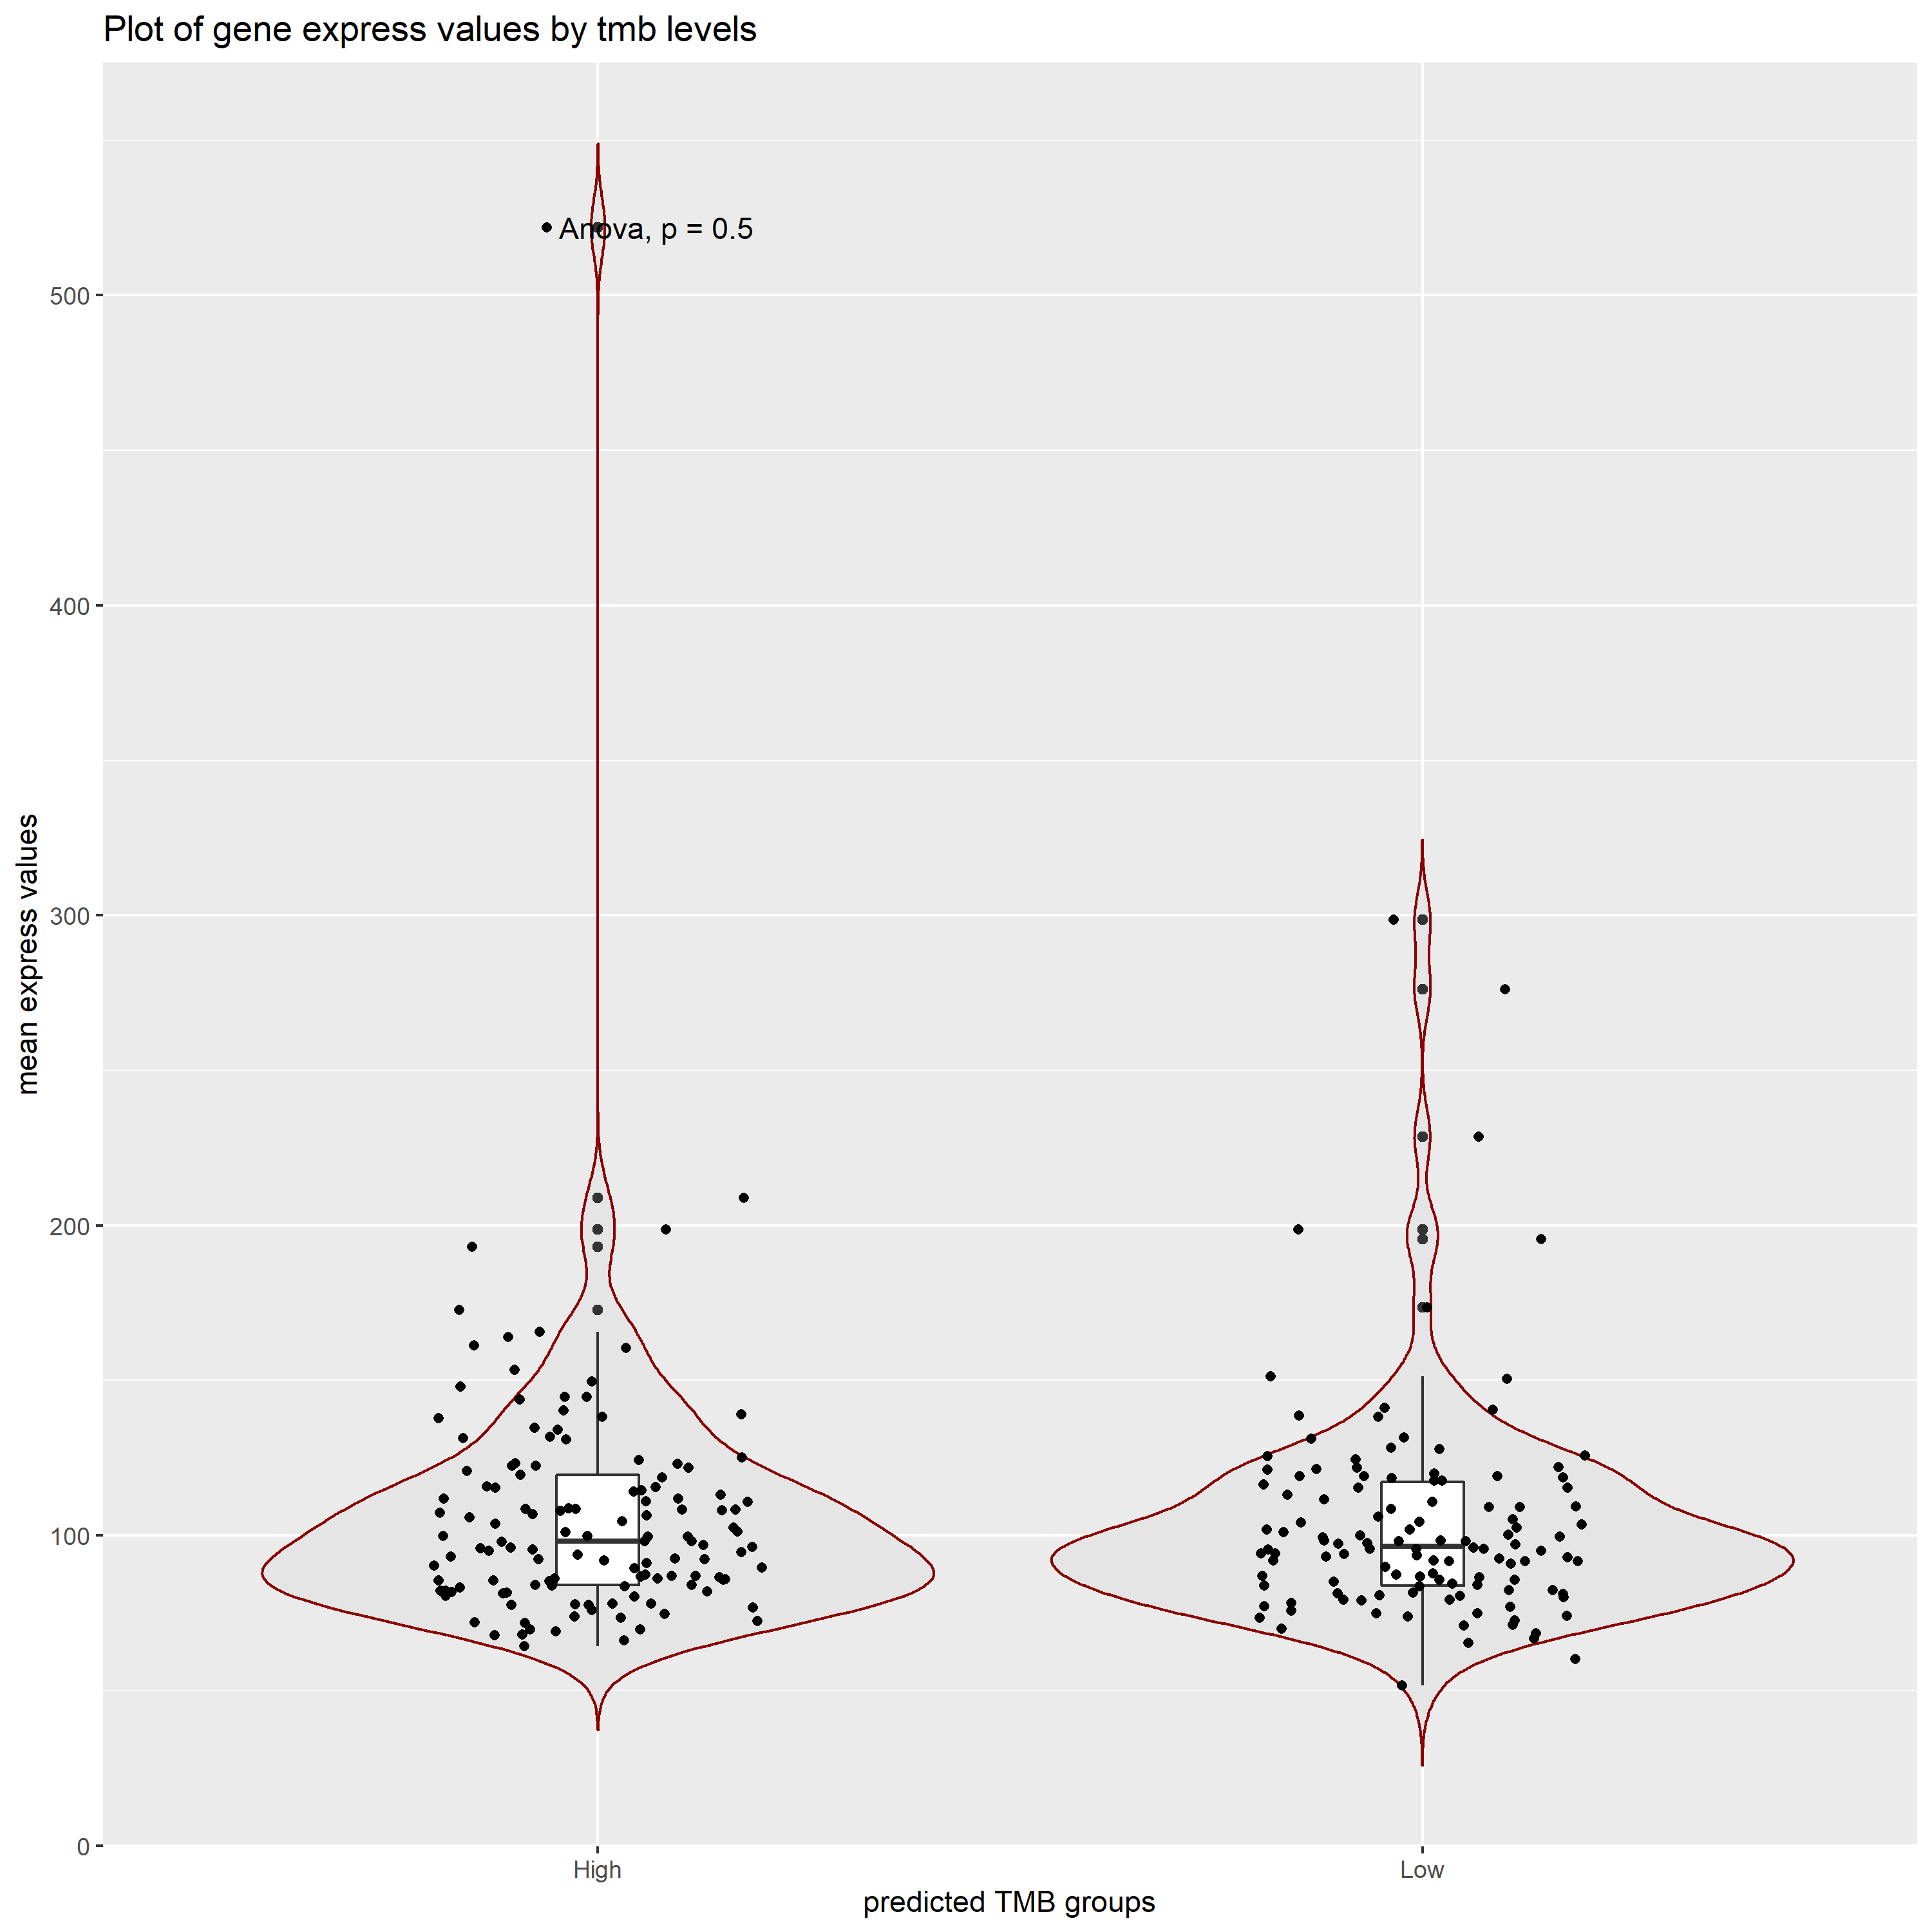 Plot of gene express values by tmb levels
Anova, p = 0.5
500
400
300
200
100
0
mean express values
High
Low
predicted TMB groups